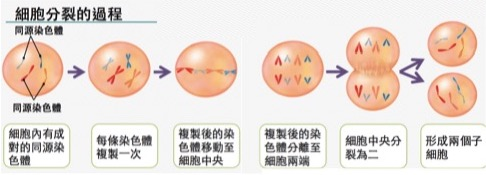 細胞分裂的過程
同源染色體
同源染色體
細胞內有成
對的同源染
色體
每條染色體
複製一次
複製後的染
色體移動至
細胞中央
複製後的染
色體分離至
細胞兩端
細胞中央分
裂為二
形成兩個子
細胞